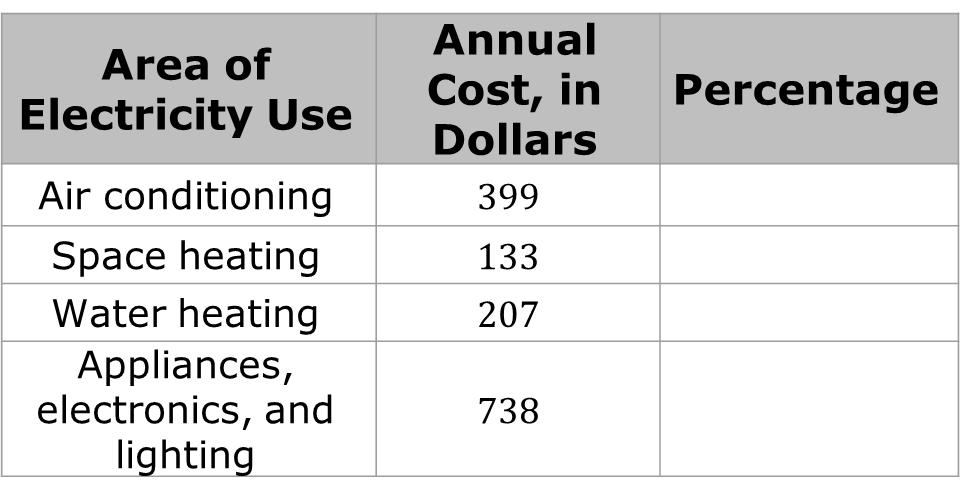 Area of
Electricity Use
Annual
Cost, in
Dollars
Percentage
Air conditioning
399
Space heating
133
Water heating
207
Appliances,
electronics, and
lighting
738